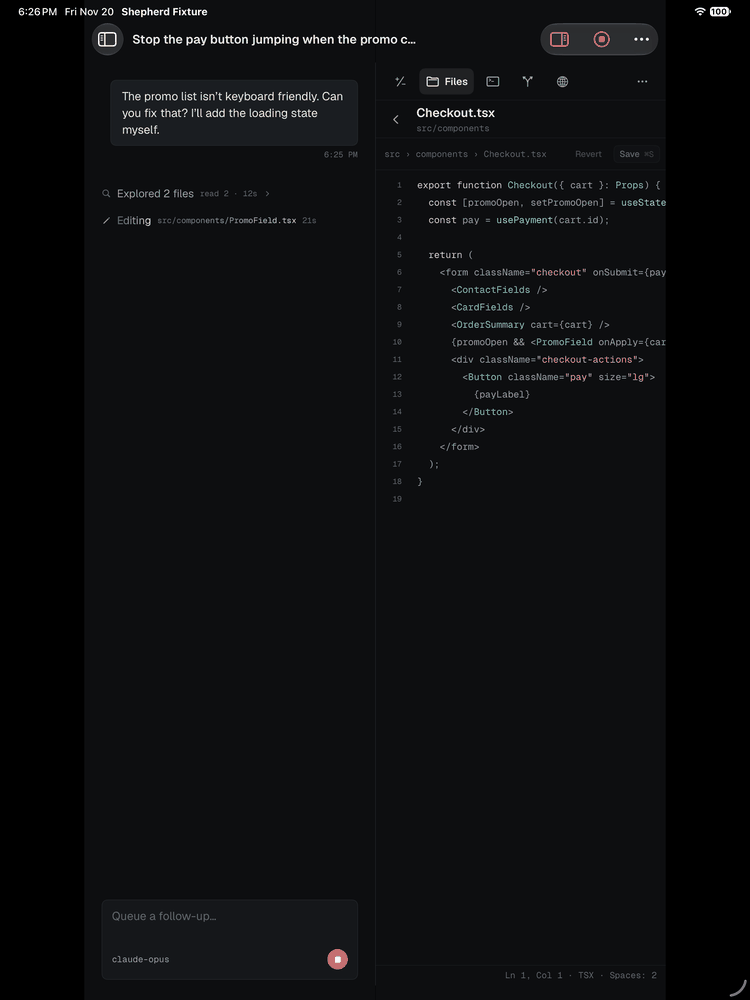 6:26 PM Fri Nov 20 Shepherd Fixture
100
Stop the pay button jumping when the promo c...
The promo list isn't keyboard friendly. Can
you fix that? I'll add the loading state
myself.
6:25 PM
Explored 2 files read 2 · 12s
Editing src/components/PromoField.tsx 21s
Queue a follow-up...
claude-opus
Files
Checkout.tsx
src/components
src › components › Checkout.tsx Revert Save ⌘S
1 export function Checkout({ cart }: Props) {
2 const [promoOpen, setPromoOpen] = useState
3 const pay = usePayment(cart.id);
4
5 return (
6 <form className="checkout" onSubmit={pay
7 <ContactFields />
8 <CardFields />
9 <OrderSummary cart={cart} />
10 {promoOpen && <PromoField onApply={car
11 <div className="checkout-actions">
12 <Button className="pay" size="lg">
13 {payLabel}
14 </Button>
15 </div>
16 </form>
17 );
18 }
19
Ln 1, Col 1 · TSX · Spaces: 2